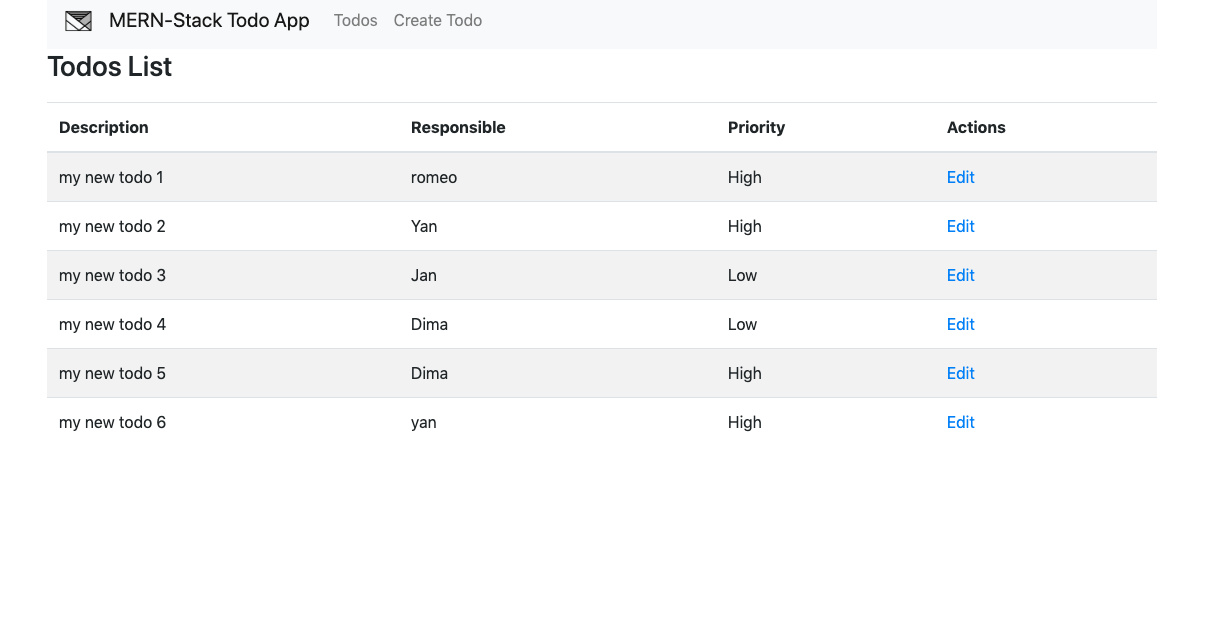 MERN-Stack Todo App Todos Create Todo
Todos List
Description Responsible Priority Actions
my new todo 1 romeo High Edit
my new todo 2 Yan High Edit
my new todo 3 Jan Low Edit
my new todo 4 Dima Low Edit
my new todo 5 Dima High Edit
my new todo 6 yan High Edit